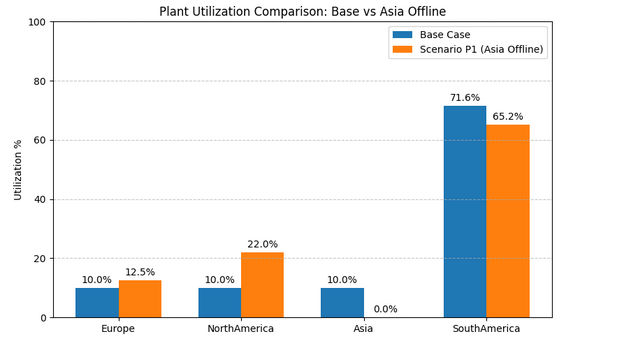 Plant Utilization Comparison: Base vs Asia Offline
Base Case
Scenario P1 (Asia Offline)
Utilization %
100
80
60
40
20
0
10.0%
12.5%
10.0%
22.0%
10.0%
0.0%
71.6%
65.2%
Europe
NorthAmerica
Asia
SouthAmerica